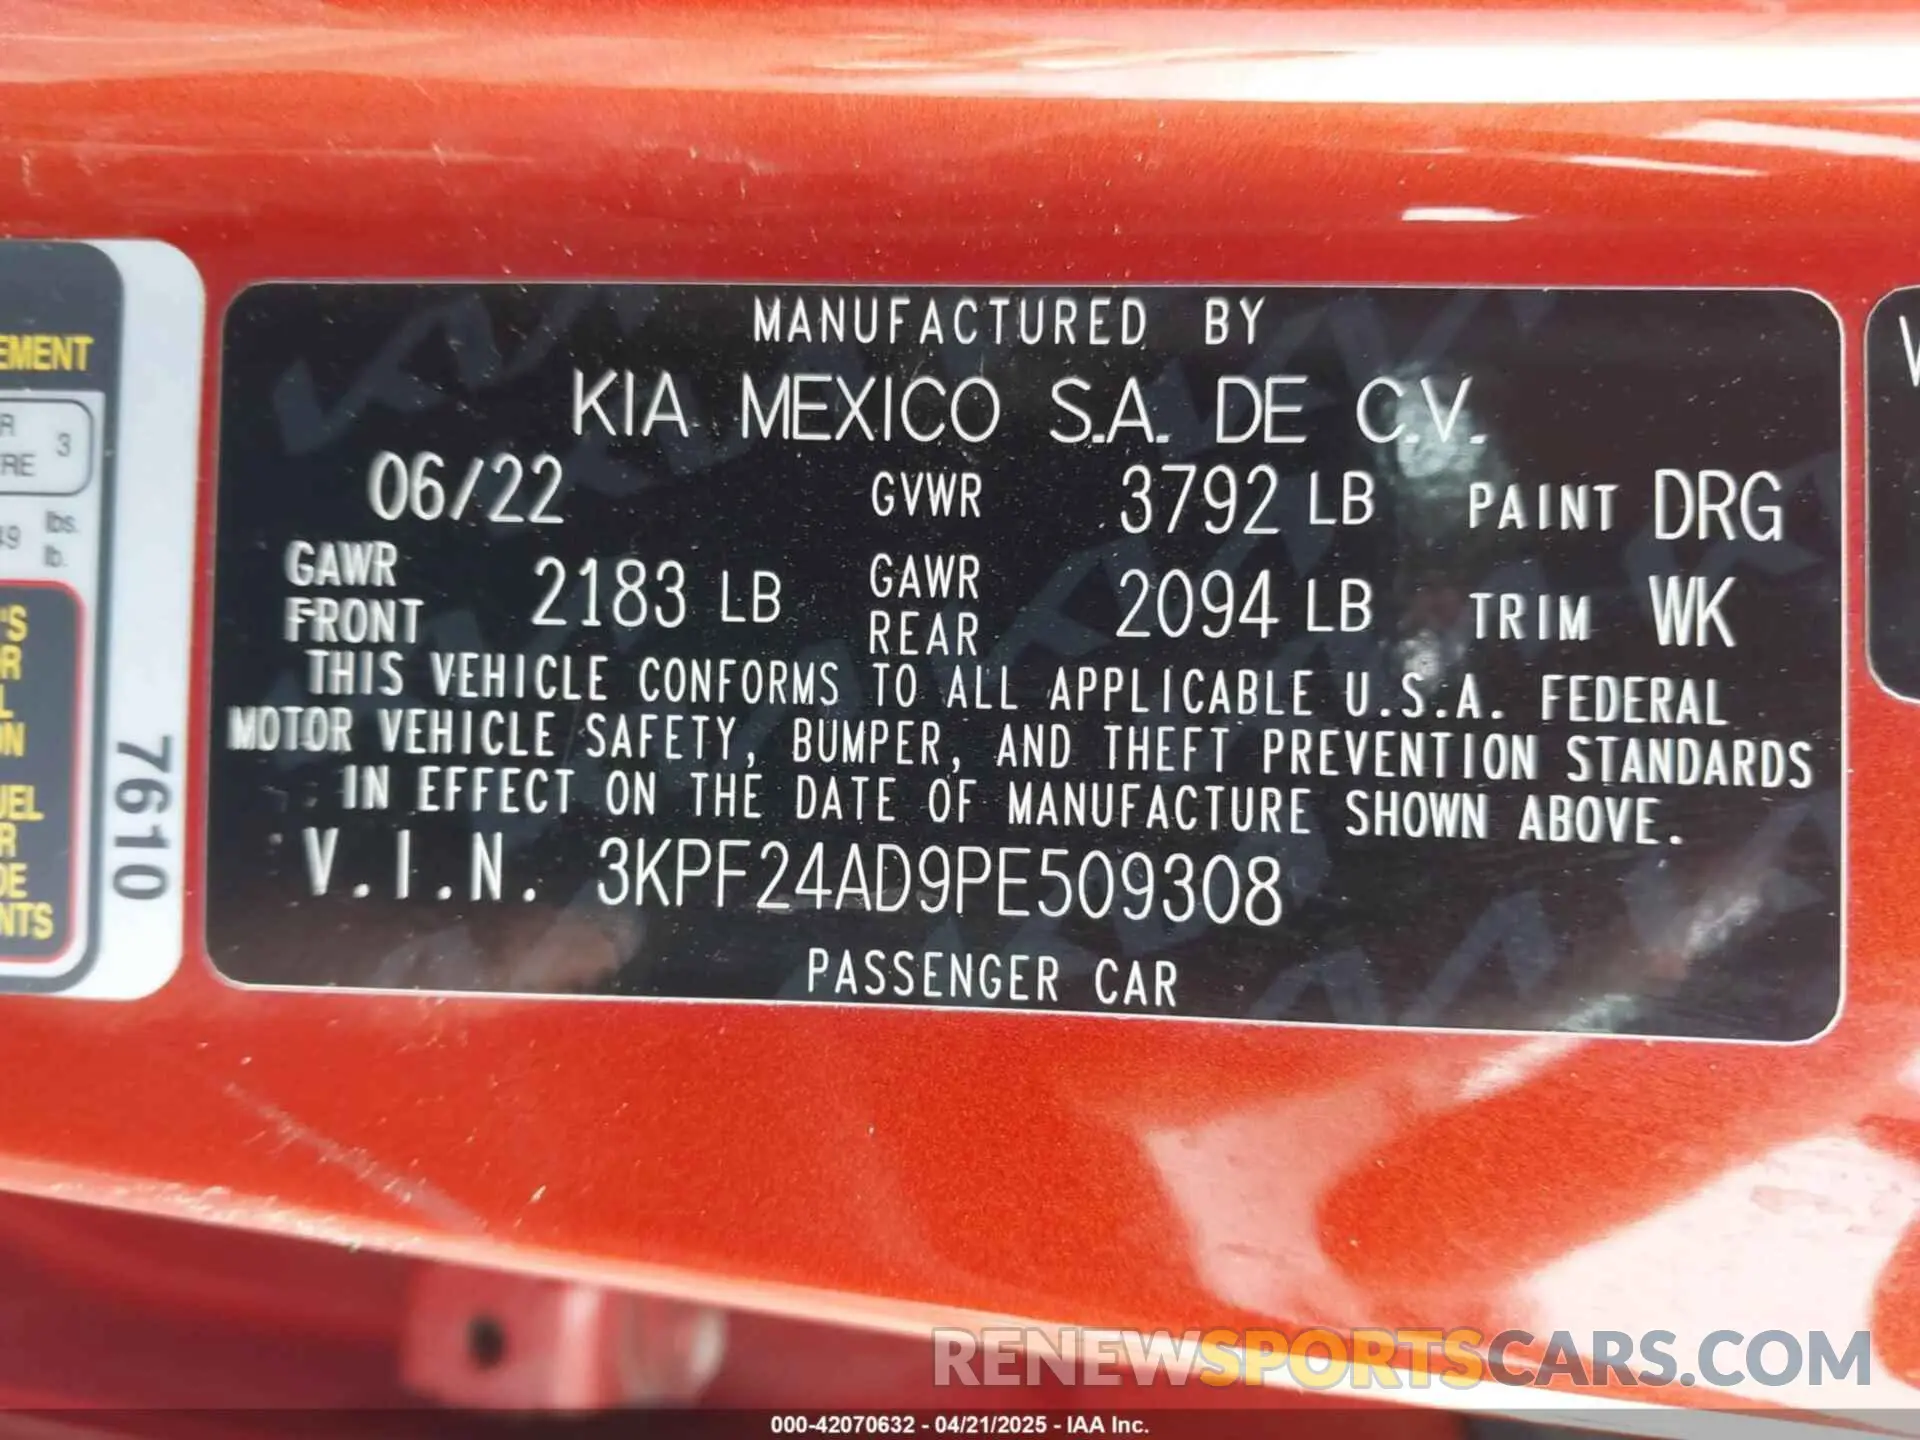 MANUFACTURED BY
KIA MEXICO S.A. DE C.V.
06/22 GVWR 3792 LB PAINT DRG
GAWR FRONT 2183 LB GAWR REAR 2094 LB TRIM WK
THIS VEHICLE CONFORMS TO ALL APPLICABLE U.S.A. FEDERAL
MOTOR VEHICLE SAFETY, BUMPER, AND THEFT PREVENTION STANDARDS
IN EFFECT ON THE DATE OF MANUFACTURE SHOWN ABOVE.
V.I.N. 3KPF24AD9PE509308
PASSENGER CAR
7610
3
lbs.
lb.
RENEWSPORTSCARS.COM
000-42070632 - 04/21/2025 - IAA Inc.